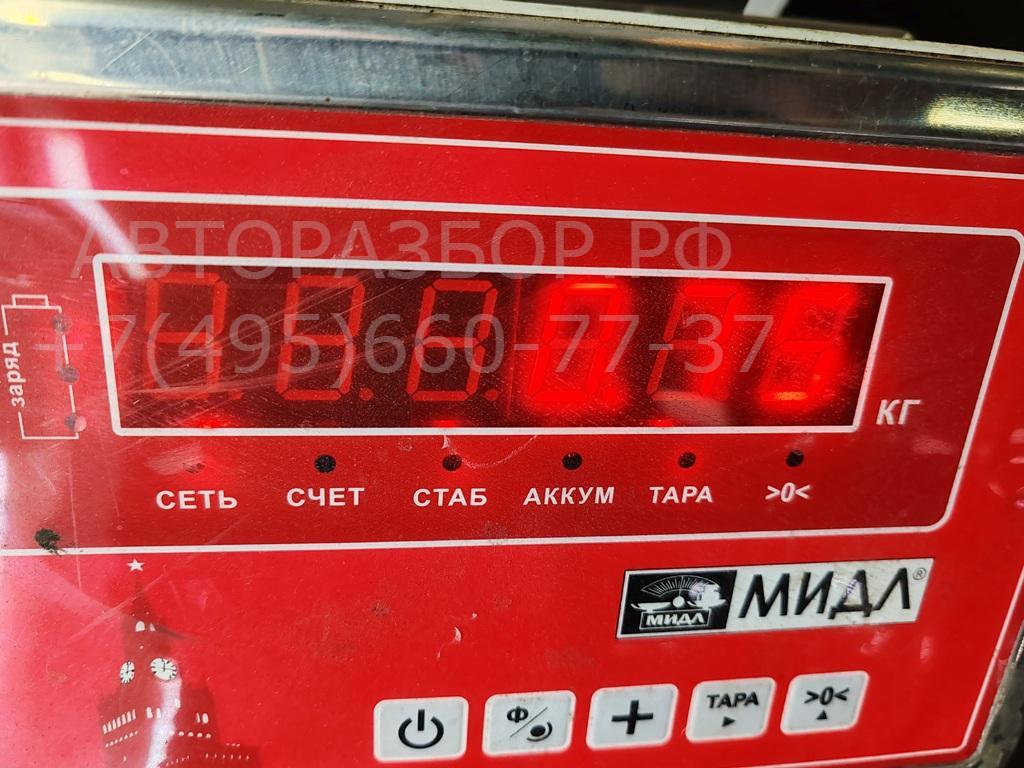 АВТОРАЗБОР.РФ
+7(495)660-77-37
заряд
КГ
СЕТЬ СЧЕТ СТАБ АККУМ ТАРА >0<
МИДЛ МИДЛ®
Ф ТАРА >0<